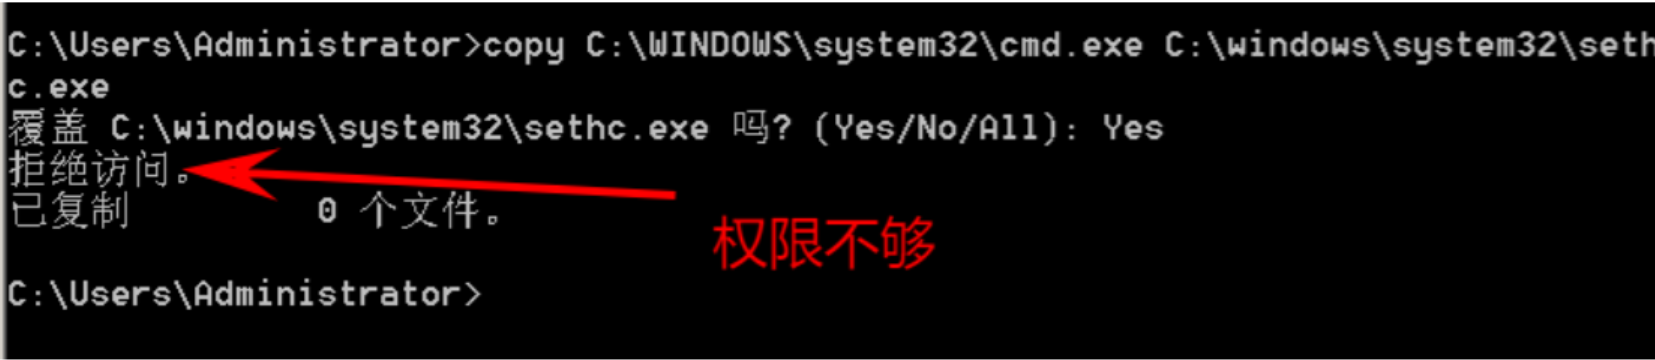 C:\Users\Administrator>copy C:\WINDOWS\system32\cmd.exe C:\windows\system32\seth
c.exe
覆盖 C:\windows\system32\sethc.exe 吗? (Yes/No/All): Yes
拒绝访问。
已复制         0 个文件。
权限不够
C:\Users\Administrator>